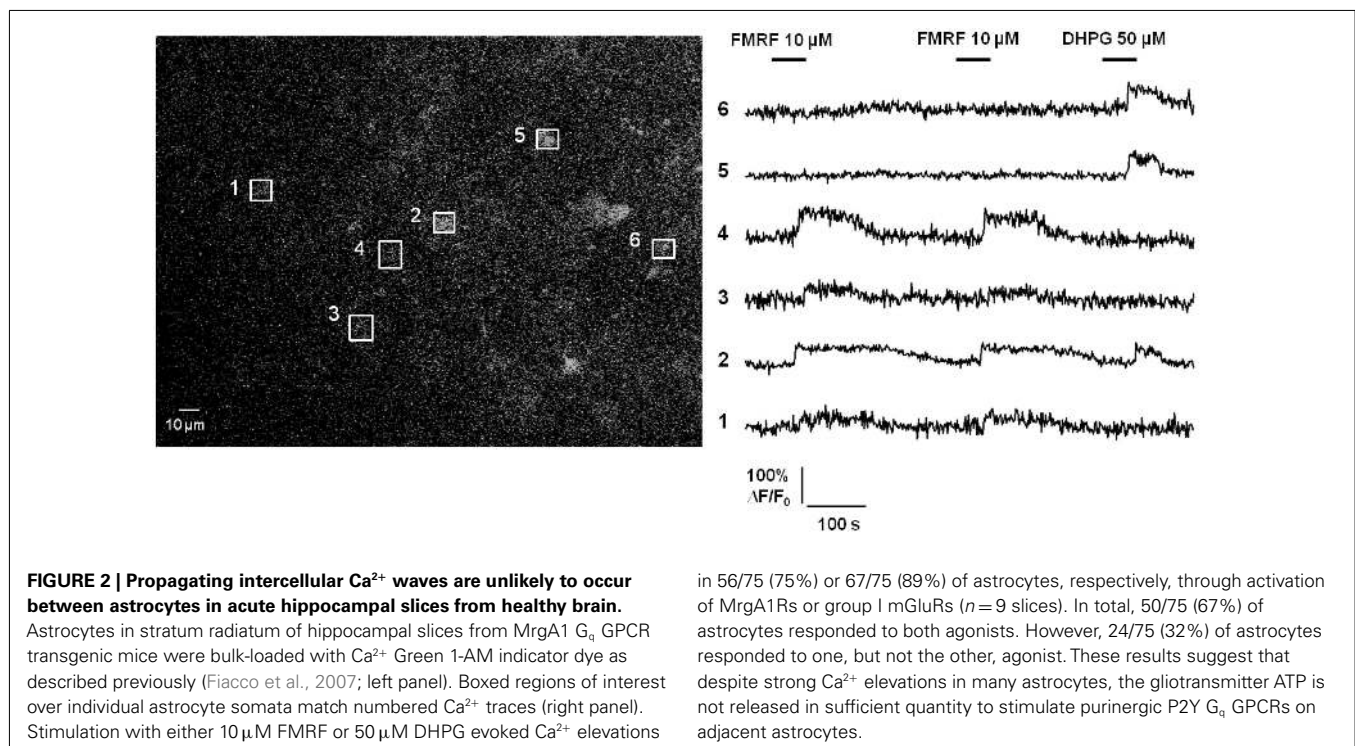 FMRF 10 µM FMRF 10 µM DHPG 50 µM
6
5
4
3
2
1
1
2
3
4
5
6
10 µm
100%
ΔF/F₀
100 s
FIGURE 2 | Propagating intercellular Ca²⁺ waves are unlikely to occur
between astrocytes in acute hippocampal slices from healthy brain.
Astrocytes in stratum radiatum of hippocampal slices from MrgA1 Gq GPCR
transgenic mice were bulk-loaded with Ca²⁺ Green 1-AM indicator dye as
described previously (Fiacco et al., 2007; left panel). Boxed regions of interest
over individual astrocyte somata match numbered Ca²⁺ traces (right panel).
Stimulation with either 10 µM FMRF or 50 µM DHPG evoked Ca²⁺ elevations
in 56/75 (75%) or 67/75 (89%) of astrocytes, respectively, through activation
of MrgA1Rs or group I mGluRs (n = 9 slices). In total, 50/75 (67%) of
astrocytes responded to both agonists. However, 24/75 (32%) of astrocytes
responded to one, but not the other, agonist. These results suggest that
despite strong Ca²⁺ elevations in many astrocytes, the gliotransmitter ATP is
not released in sufficient quantity to stimulate purinergic P2Y Gq GPCRs on
adjacent astrocytes.